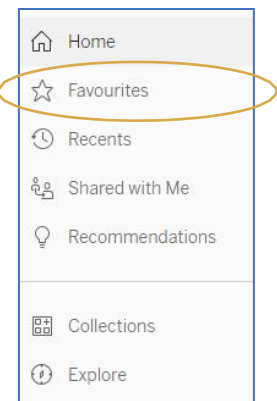 Home
Favourites
Recents
Shared with Me
Recommendations
Collections
Explore